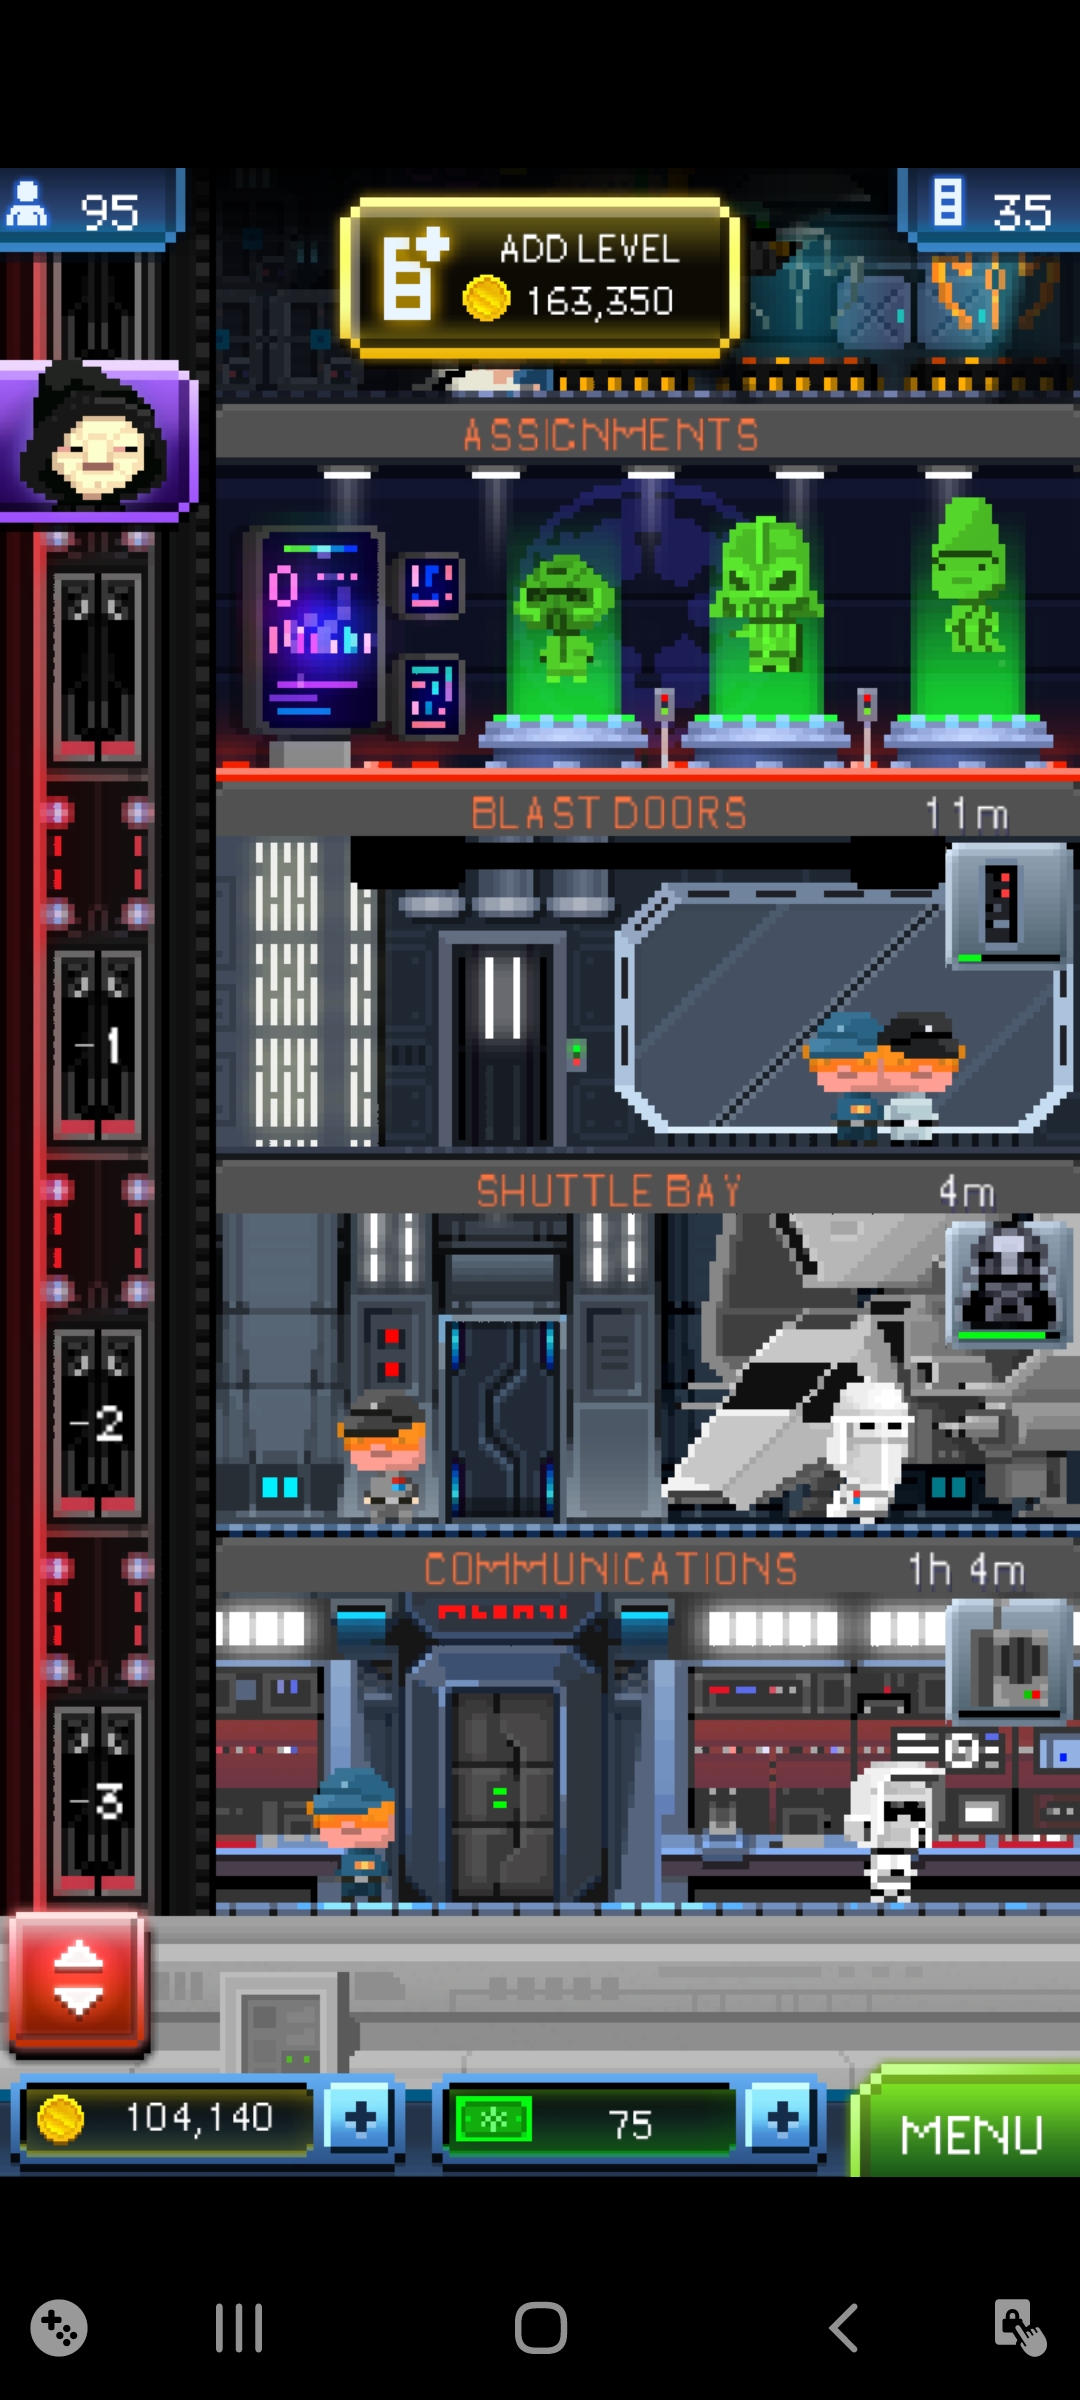 95
ADD LEVEL
163,350
35
ASSIGNMENTS
BLAST DOORS
11m
-1
SHUTTLE BAY
4m
-2
COMMUNICATIONS
1h 4m
-3
104,140
75
MENU